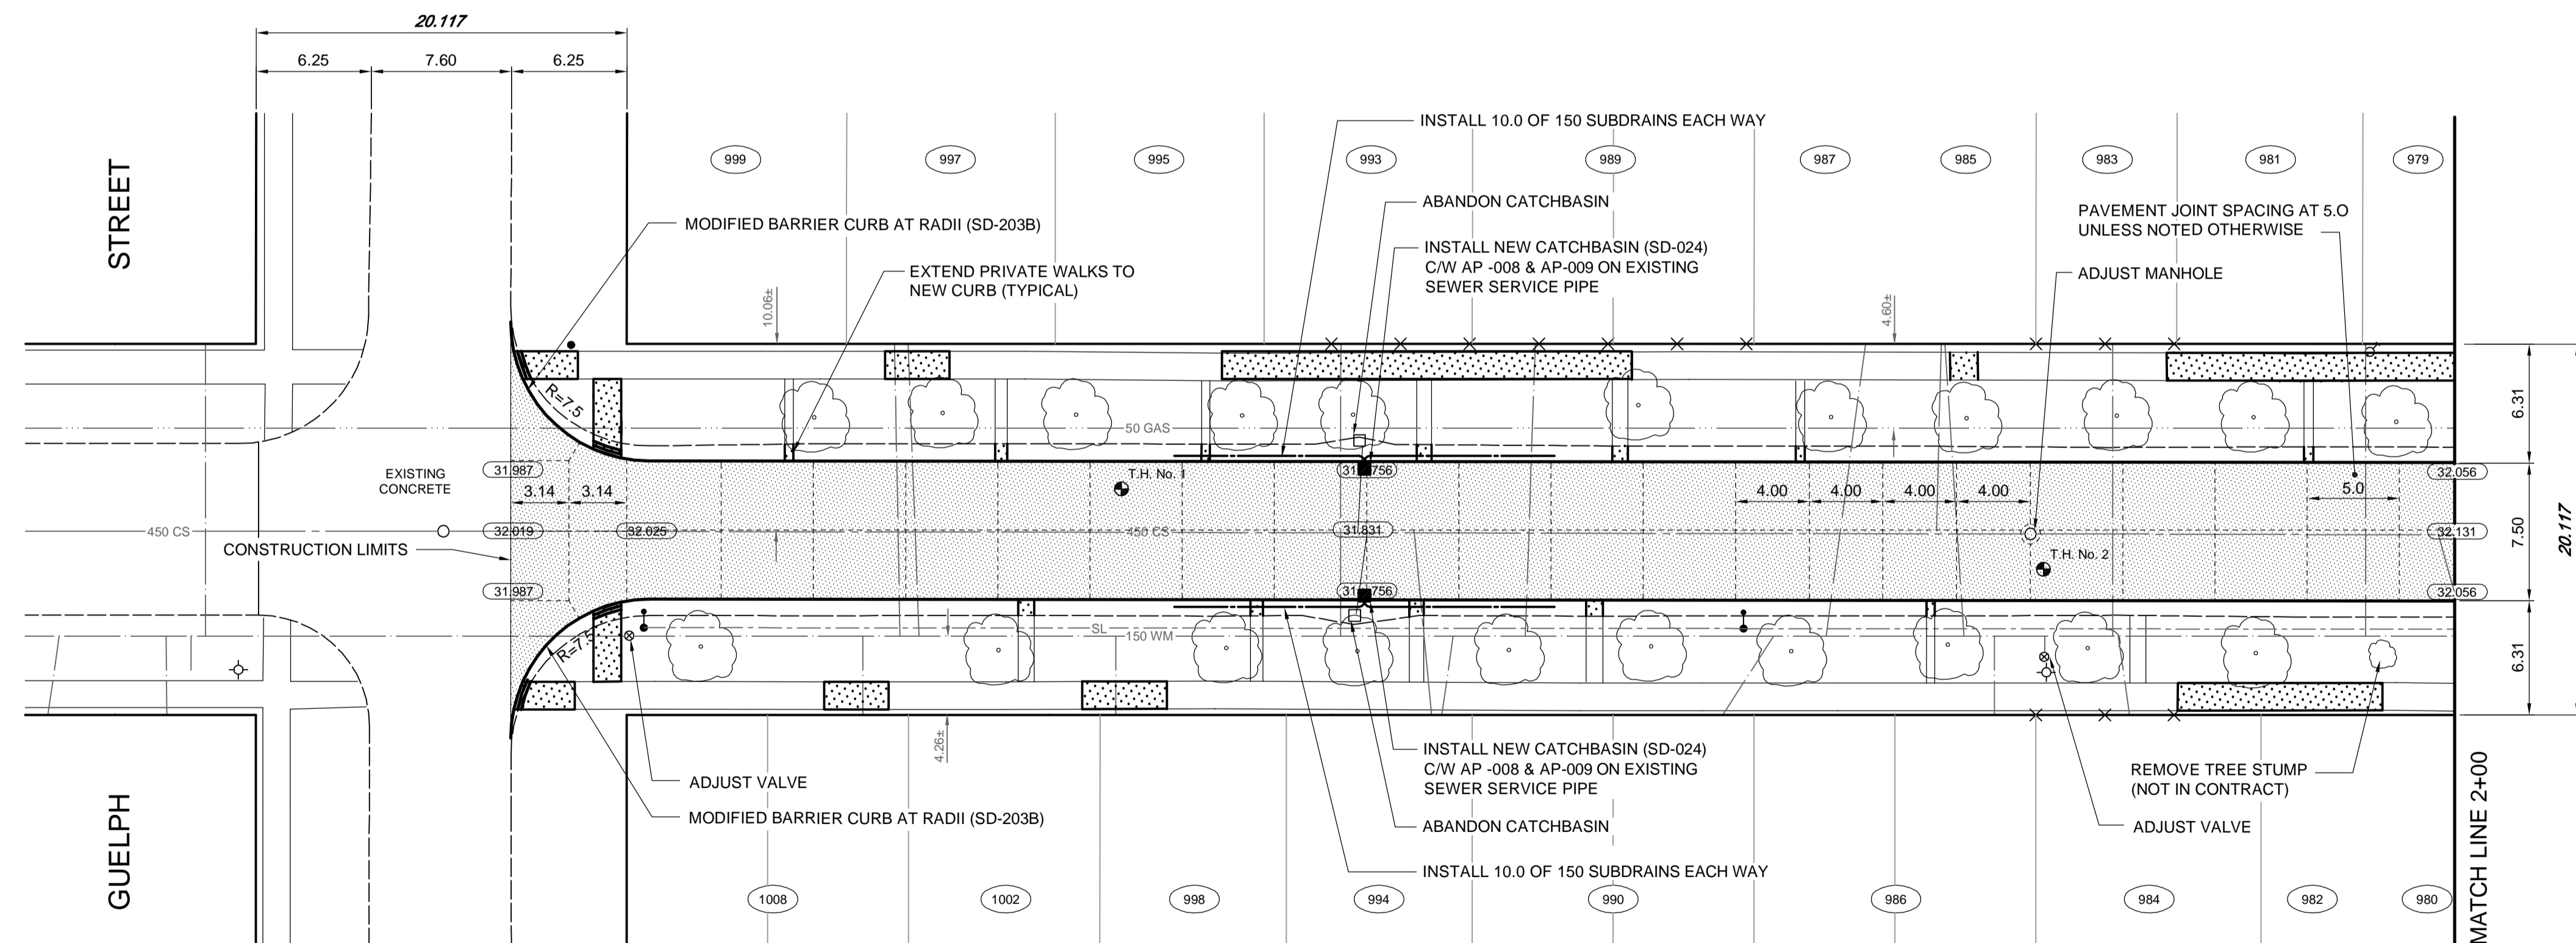 20.117
6.25
7.60
6.25
INSTALL 10.0 OF 150 SUBDRAINS EACH WAY
999
997
995
993
989
987
985
983
981
979
STREET
ABANDON CATCHBASIN
PAVEMENT JOINT SPACING AT 5.O
UNLESS NOTED OTHERWISE
MODIFIED BARRIER CURB AT RADII (SD-203B)
INSTALL NEW CATCHBASIN (SD-024)
C/W AP -008 & AP-009 ON EXISTING
SEWER SERVICE PIPE
EXTEND PRIVATE WALKS TO
NEW CURB (TYPICAL)
ADJUST MANHOLE
10.06±
4.60±
R=7.5
50 GAS
6.31
EXISTING
CONCRETE
31.987
T.H. No. 1
756
32.056
3.14
3.14
4.00
4.00
4.00
4.00
5.0
450 CS
32.019
32.025
450 CS
31.831
32.131
7.50
20.117
CONSTRUCTION LIMITS
T.H. No. 2
31.987
756
32.056
SL
150 WM
R=7.5
6.31
4.26±
INSTALL NEW CATCHBASIN (SD-024)
C/W AP -008 & AP-009 ON EXISTING
SEWER SERVICE PIPE
ADJUST VALVE
REMOVE TREE STUMP
(NOT IN CONTRACT)
MODIFIED BARRIER CURB AT RADII (SD-203B)
ABANDON CATCHBASIN
ADJUST VALVE
GUELPH
INSTALL 10.0 OF 150 SUBDRAINS EACH WAY
MATCH LINE 2+00
1008
1002
998
994
990
986
984
982
980